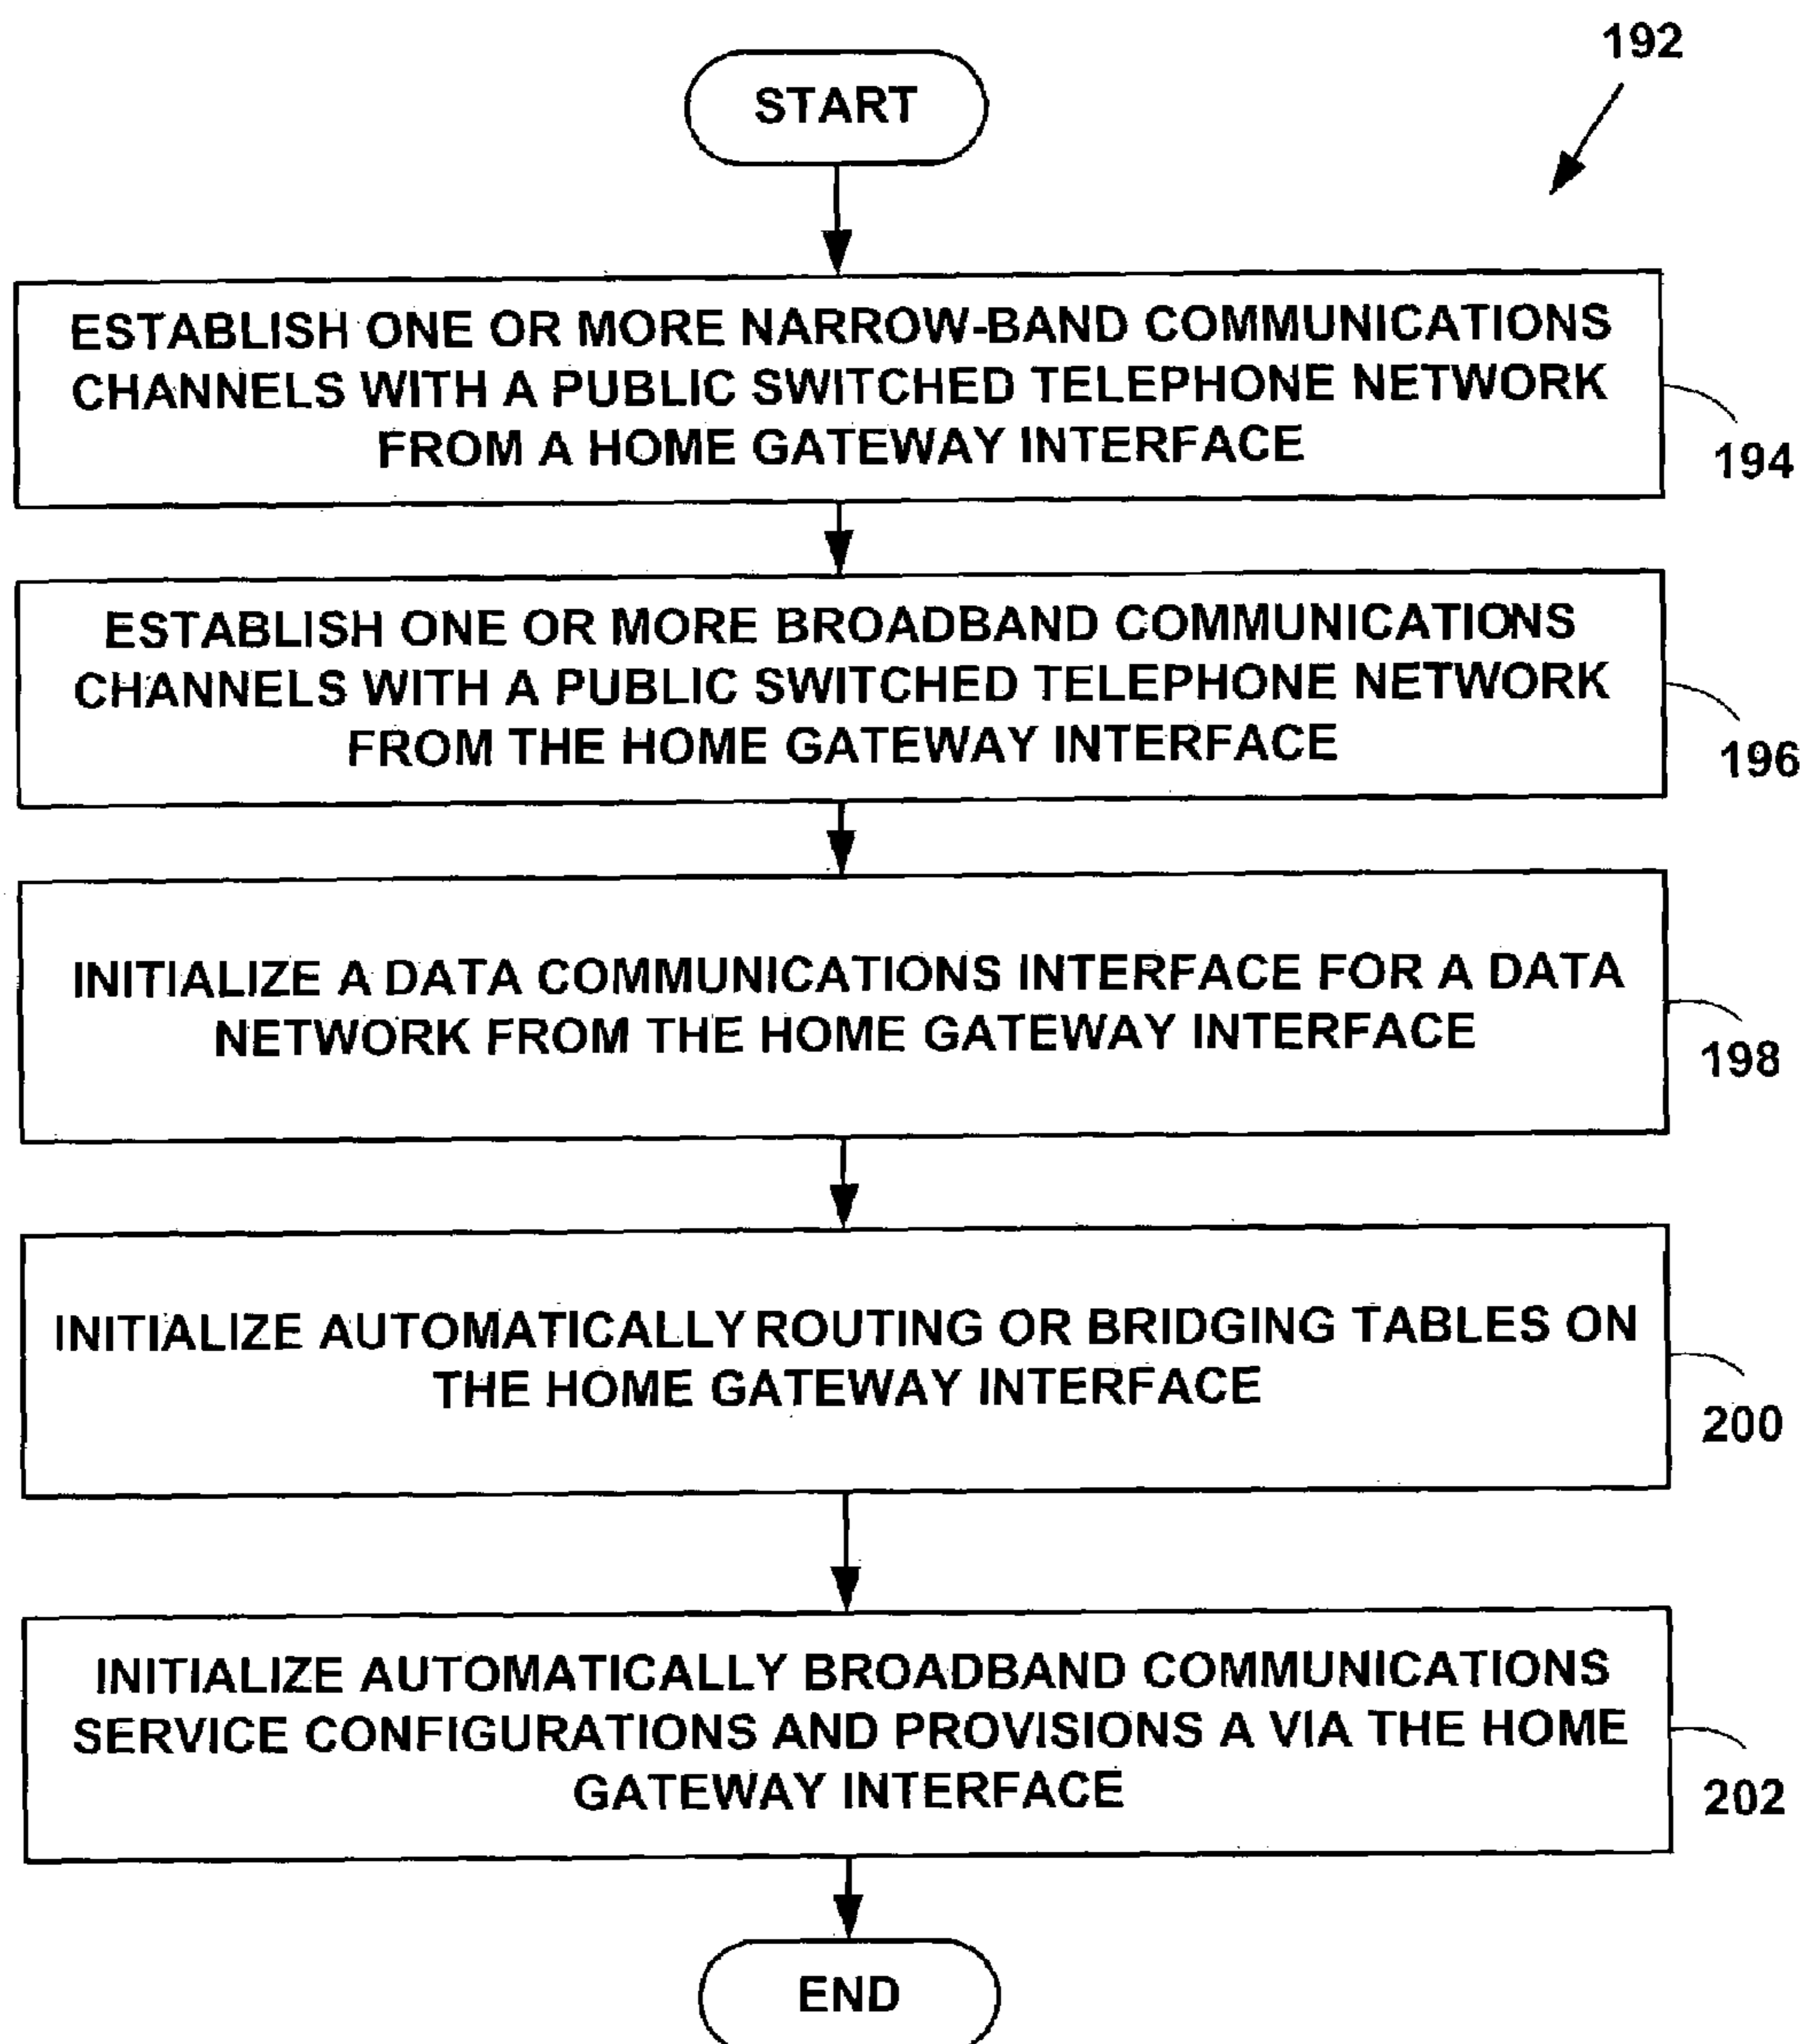 192
START
ESTABLISH ONE OR MORE NARROW-BAND COMMUNICATIONS
CHANNELS WITH A PUBLIC SWITCHED TELEPHONE NETWORK
FROM A HOME GATEWAY INTERFACE
194
ESTABLISH ONE OR MORE BROADBAND COMMUNICATIONS
CHANNELS WITH A PUBLIC SWITCHED TELEPHONE NETWORK
FROM THE HOME GATEWAY INTERFACE
196
INITIALIZE A DATA COMMUNICATIONS INTERFACE FOR A DATA
NETWORK FROM THE HOME GATEWAY INTERFACE
198
INITIALIZE AUTOMATICALLY ROUTING OR BRIDGING TABLES ON
THE HOME GATEWAY INTERFACE
200
INITIALIZE AUTOMATICALLY BROADBAND COMMUNICATIONS
SERVICE CONFIGURATIONS AND PROVISIONS A VIA THE HOME
GATEWAY INTERFACE
202
END